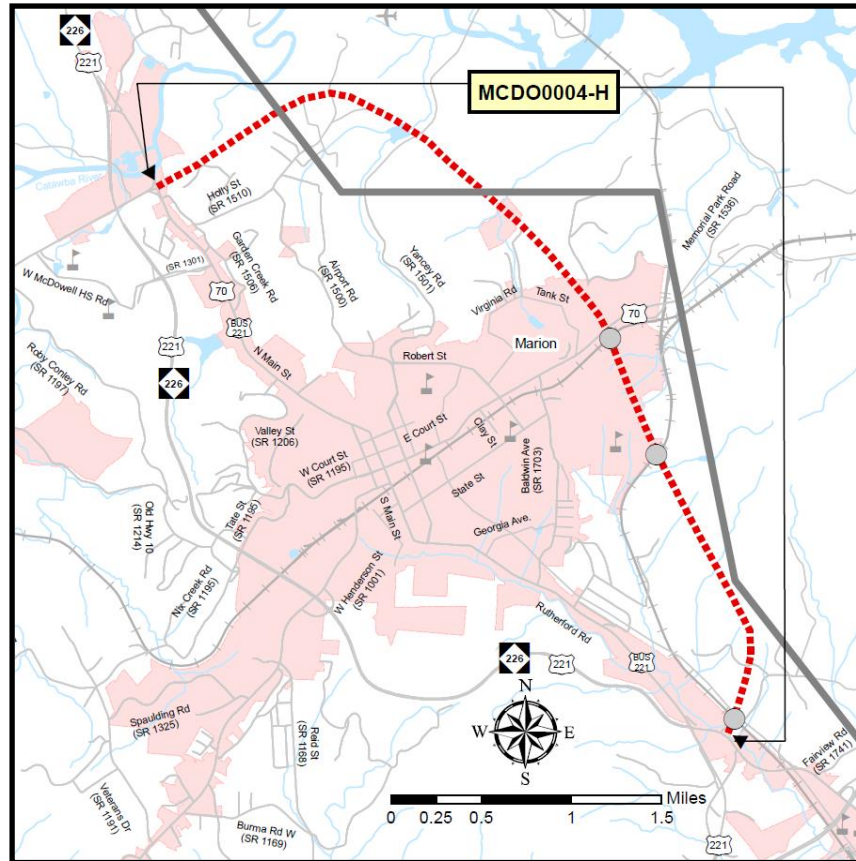 226
221
MCDO0004-H
Catawba River
Holly St
(SR 1510)
Memorial Park Road
(SR 1536)
(SR 1301)
Garden Creek Rd
(SR 1506)
Airport Rd
(SR 1500)
Yancey Rd
(SR 1501)
W McDowell HS Rd
70
Virginia Rd
Tank St
70
BUS
221
221
Marion
226
Roby Conley Rd
(SR 1197)
N Main St
Robert St
Valley St
(SR 1206)
E Court St
Clay St
W Court St
(SR 1195)
Baldwin Ave
(SR 1703)
State St
Old Hwy 10
(SR 1214)
Tate St
(SR 1195)
S Main St
Georgia Ave.
Nix Creek Rd
(SR 1195)
W Henderson St
(SR 1001)
Rutherford Rd
226
221
BUS
221
N
W
E
S
Spaulding Rd
(SR 1325)
Reid St
(SR 1168)
Fairview Rd
(SR 1741)
Veterans Dr
(SR 1191)
Miles
0 0.25 0.5 1 1.5
Burma Rd W
(SR 1169)
221